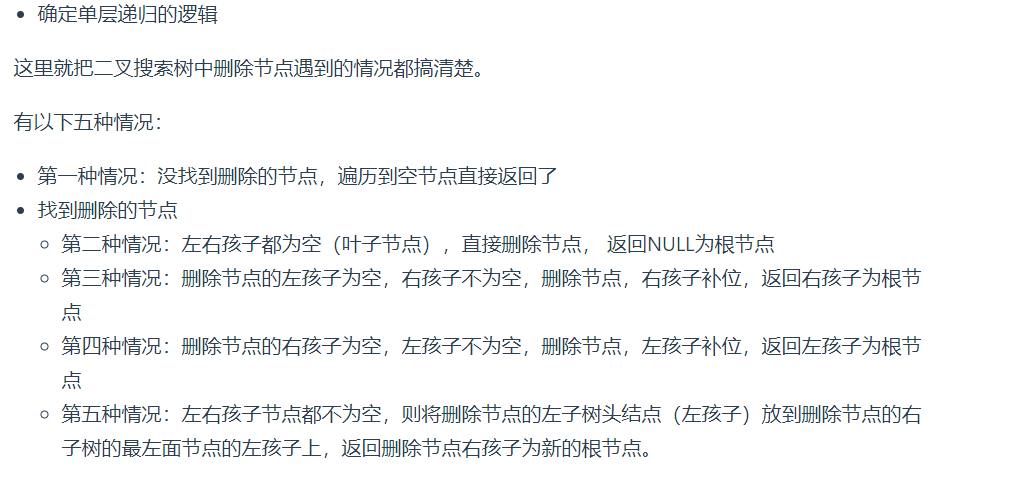 确定单层递归的逻辑
这里就把二叉搜索树中删除节点遇到的情况都搞清楚。
有以下五种情况：
第一种情况：没找到删除的节点，遍历到空节点直接返回了
找到删除的节点
第二种情况：左右孩子都为空（叶子节点），直接删除节点， 返回NULL为根节点
第三种情况：删除节点的左孩子为空，右孩子不为空，删除节点，右孩子补位，返回右孩子为根节
点
第四种情况：删除节点的右孩子为空，左孩子不为空，删除节点，左孩子补位，返回左孩子为根节
点
第五种情况：左右孩子节点都不为空，则将删除节点的左子树头结点（左孩子）放到删除节点的右
子树的最左面节点的左孩子上，返回删除节点右孩子为新的根节点。